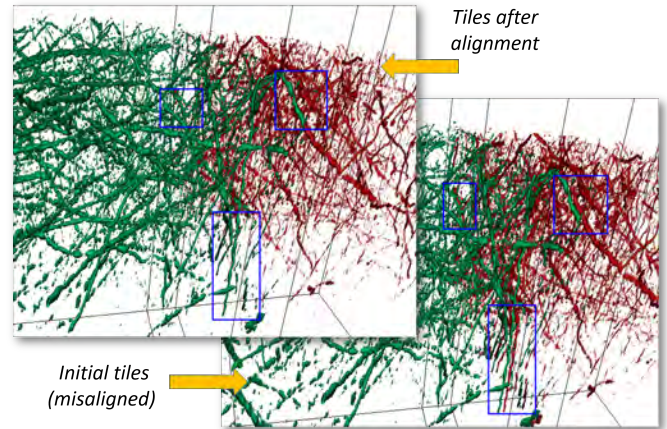 Tiles after
alignment
Initial tiles
(misaligned)